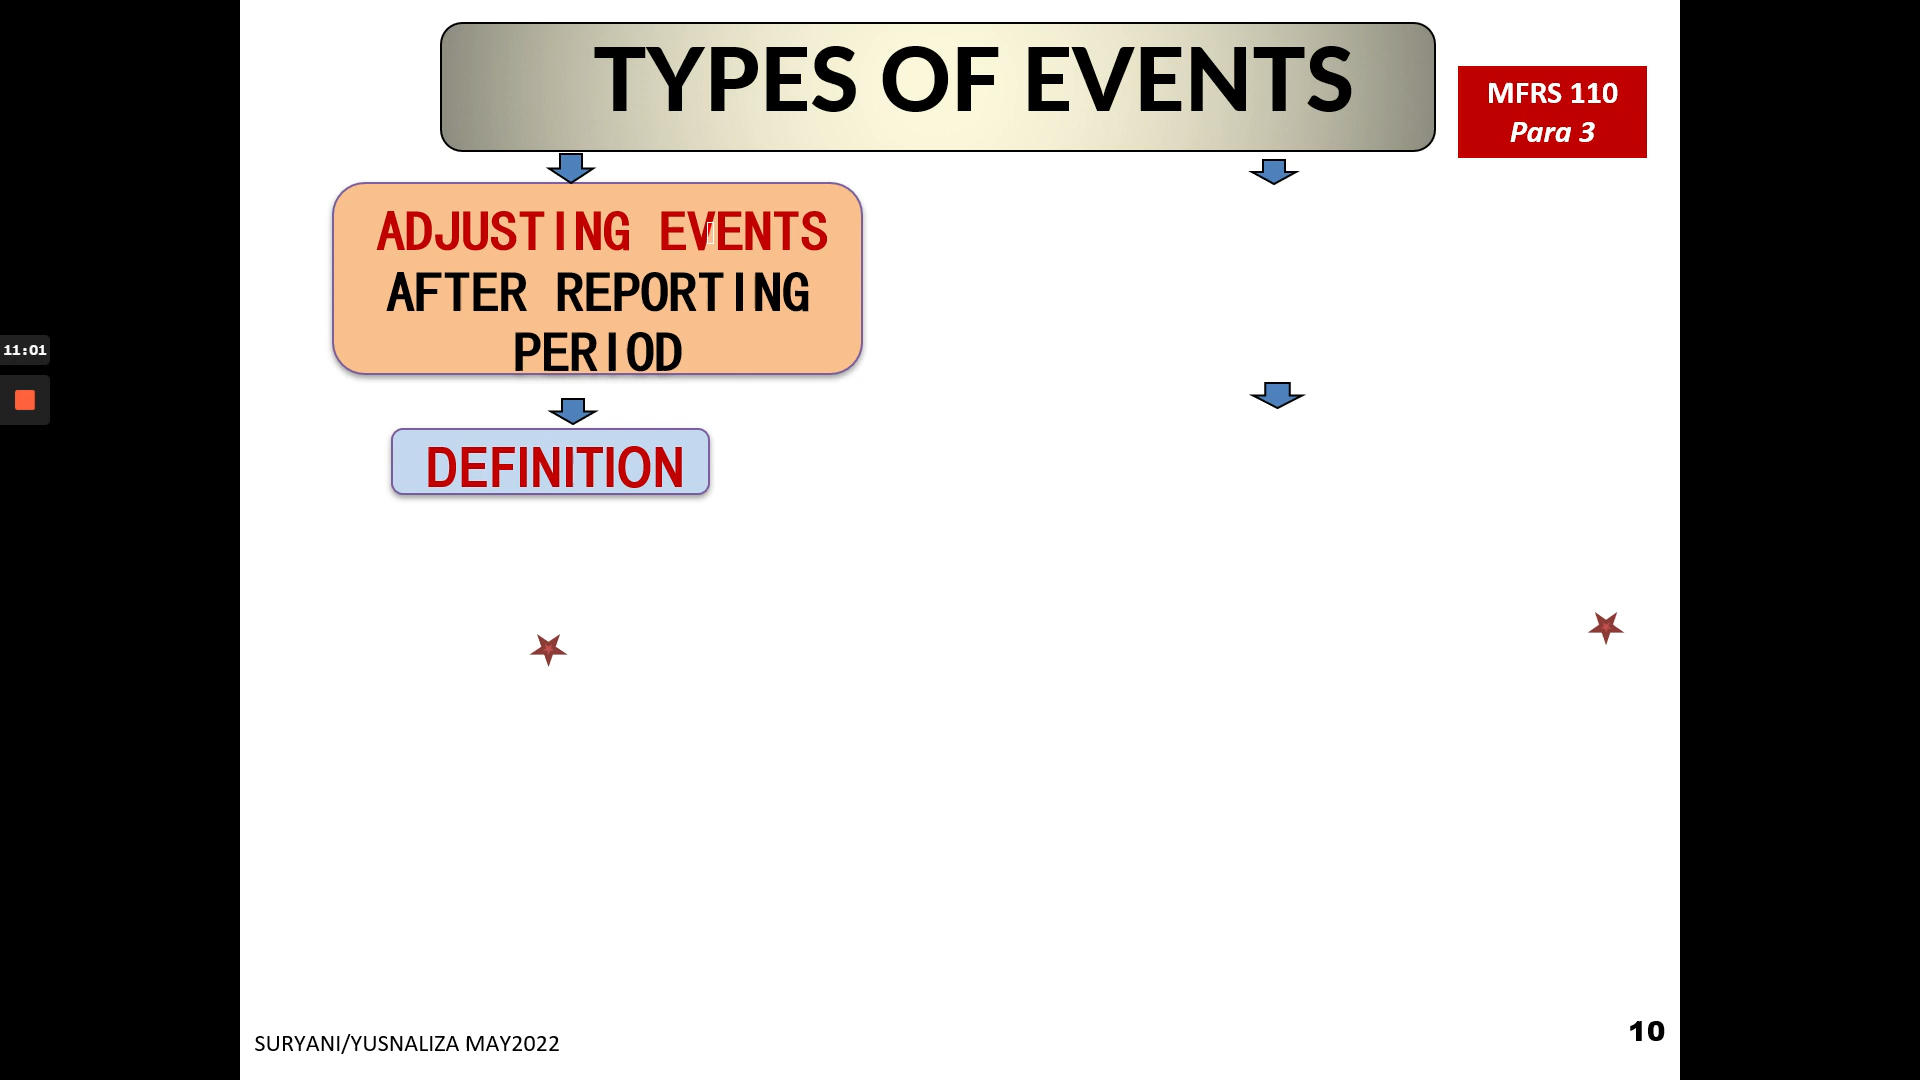 TYPES OF EVENTS
MFRS 110
Para 3
ADJUSTING EVENTS
AFTER REPORTING
PERIOD
11:01
DEFINITION
SURYANI/YUSNALIZA MAY2022
10